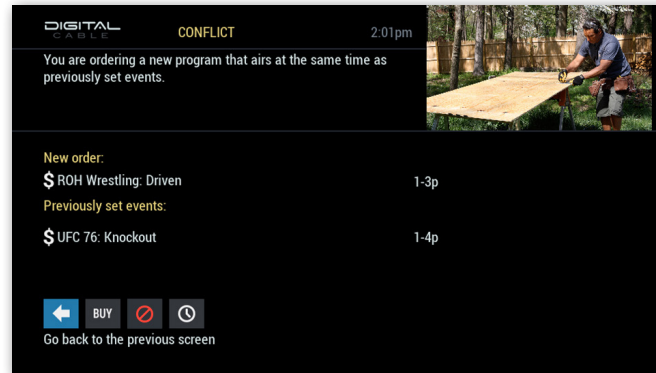 DIGITAL
CABLE
CONFLICT
2:01pm
You are ordering a new program that airs at the same time as
previously set events.
New order:
$ ROH Wrestling: Driven 1-3p
Previously set events:
$ UFC 76: Knockout 1-4p
BUY
Go back to the previous screen